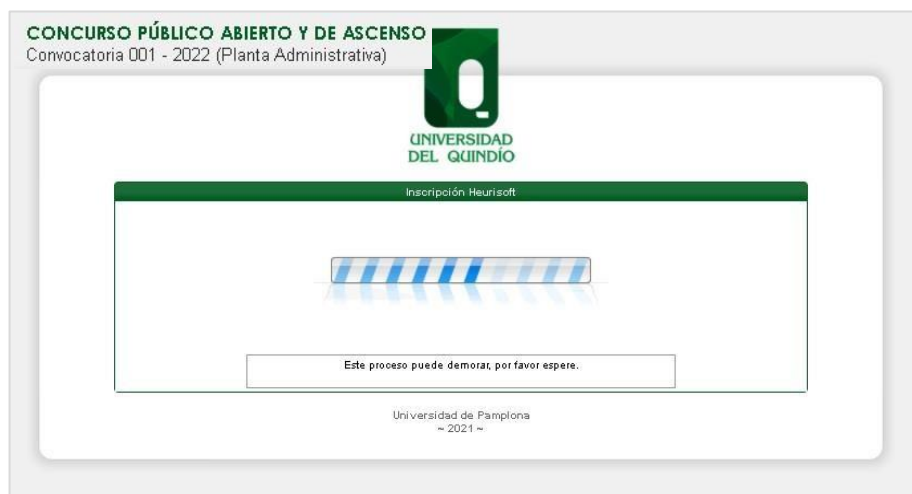 CONCURSO PÚBLICO ABIERTO Y DE ASCENSO
Convocatoria 001 - 2022 (Planta Administrativa)
UNIVERSIDAD
DEL QUINDÍO
Inscripción Heurisoft
Este proceso puede demorar, por favor espere.
Universidad de Pamplona
~ 2021 ~